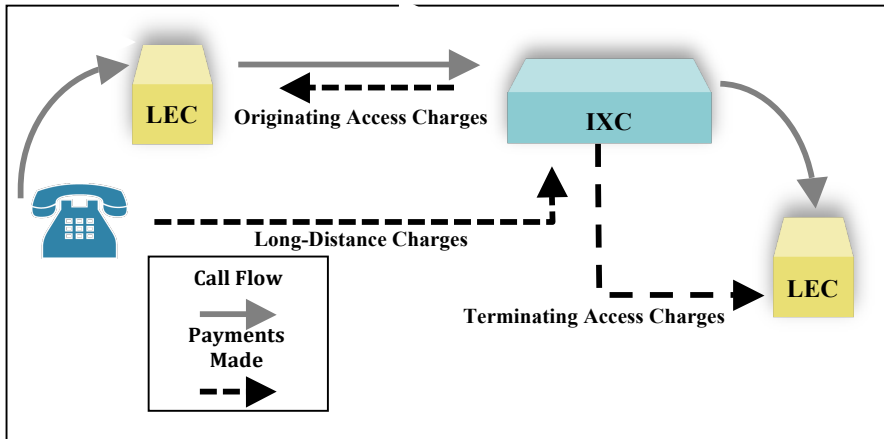 LEC
Originating Access Charges
IXC
Long-Distance Charges
LEC
Terminating Access Charges
Call Flow
Payments
Made